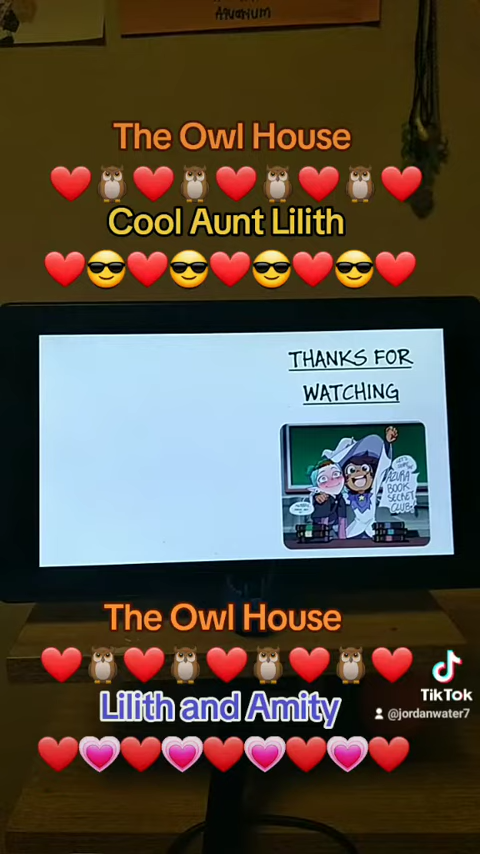 Aquanum
The Owl House
❤️🦉❤️🦉❤️🦉❤️🦉❤️
Cool Aunt Lilith
❤️😎❤️😎❤️😎❤️😎❤️
THANKS FOR
WATCHING
AZURA
BOOK
SECRET
CLUB
The Owl House
❤️🦉❤️🦉❤️🦉❤️🦉❤️
Lilith and Amity
❤️💗❤️💗❤️💗❤️💗❤️
TikTok
@jordanwater7